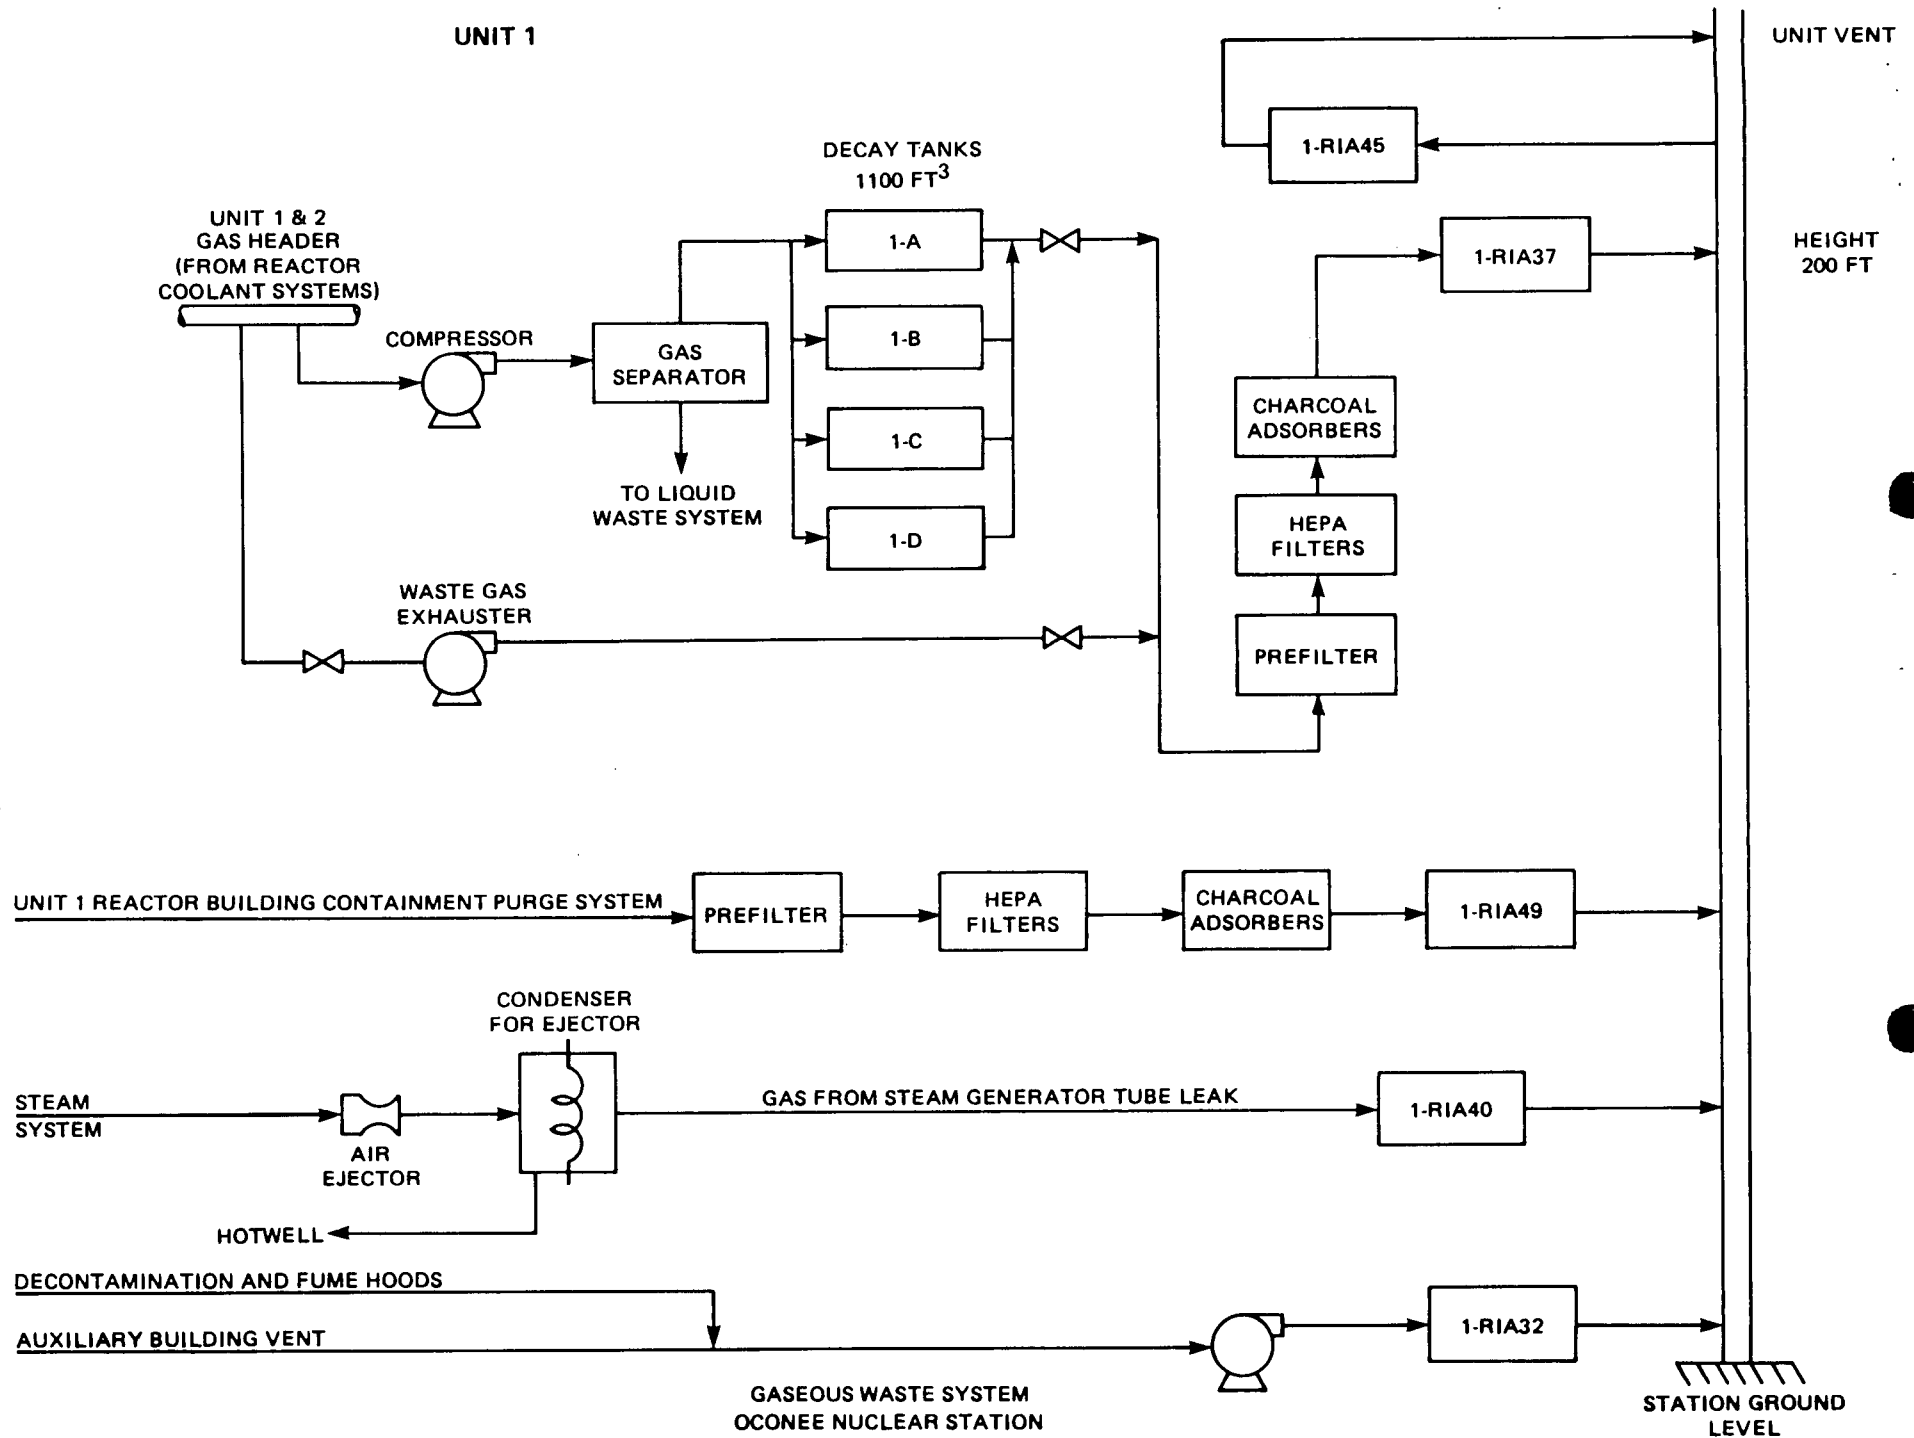 UNIT 1
UNIT VENT
1-RIA45
DECAY TANKS
1100 FT3
UNIT 1 & 2
GAS HEADER
(FROM REACTOR
COOLANT SYSTEMS)
1-A
1-RIA37
HEIGHT
200 FT
COMPRESSOR
GAS
SEPARATOR
1-B
CHARCOAL
ADSORBERS
1-C
TO LIQUID
WASTE SYSTEM
HEPA
FILTERS
1-D
WASTE GAS
EXHAUSTER
PREFILTER
UNIT 1 REACTOR BUILDING CONTAINMENT PURGE SYSTEM
PREFILTER
HEPA
FILTERS
CHARCOAL
ADSORBERS
1-RIA49
CONDENSER
FOR EJECTOR
STEAM
SYSTEM
AIR
EJECTOR
GAS FROM STEAM GENERATOR TUBE LEAK
1-RIA40
HOTWELL
DECONTAMINATION AND FUME HOODS
AUXILIARY BUILDING VENT
1-RIA32
GASEOUS WASTE SYSTEM
OCONEE NUCLEAR STATION
STATION GROUND
LEVEL